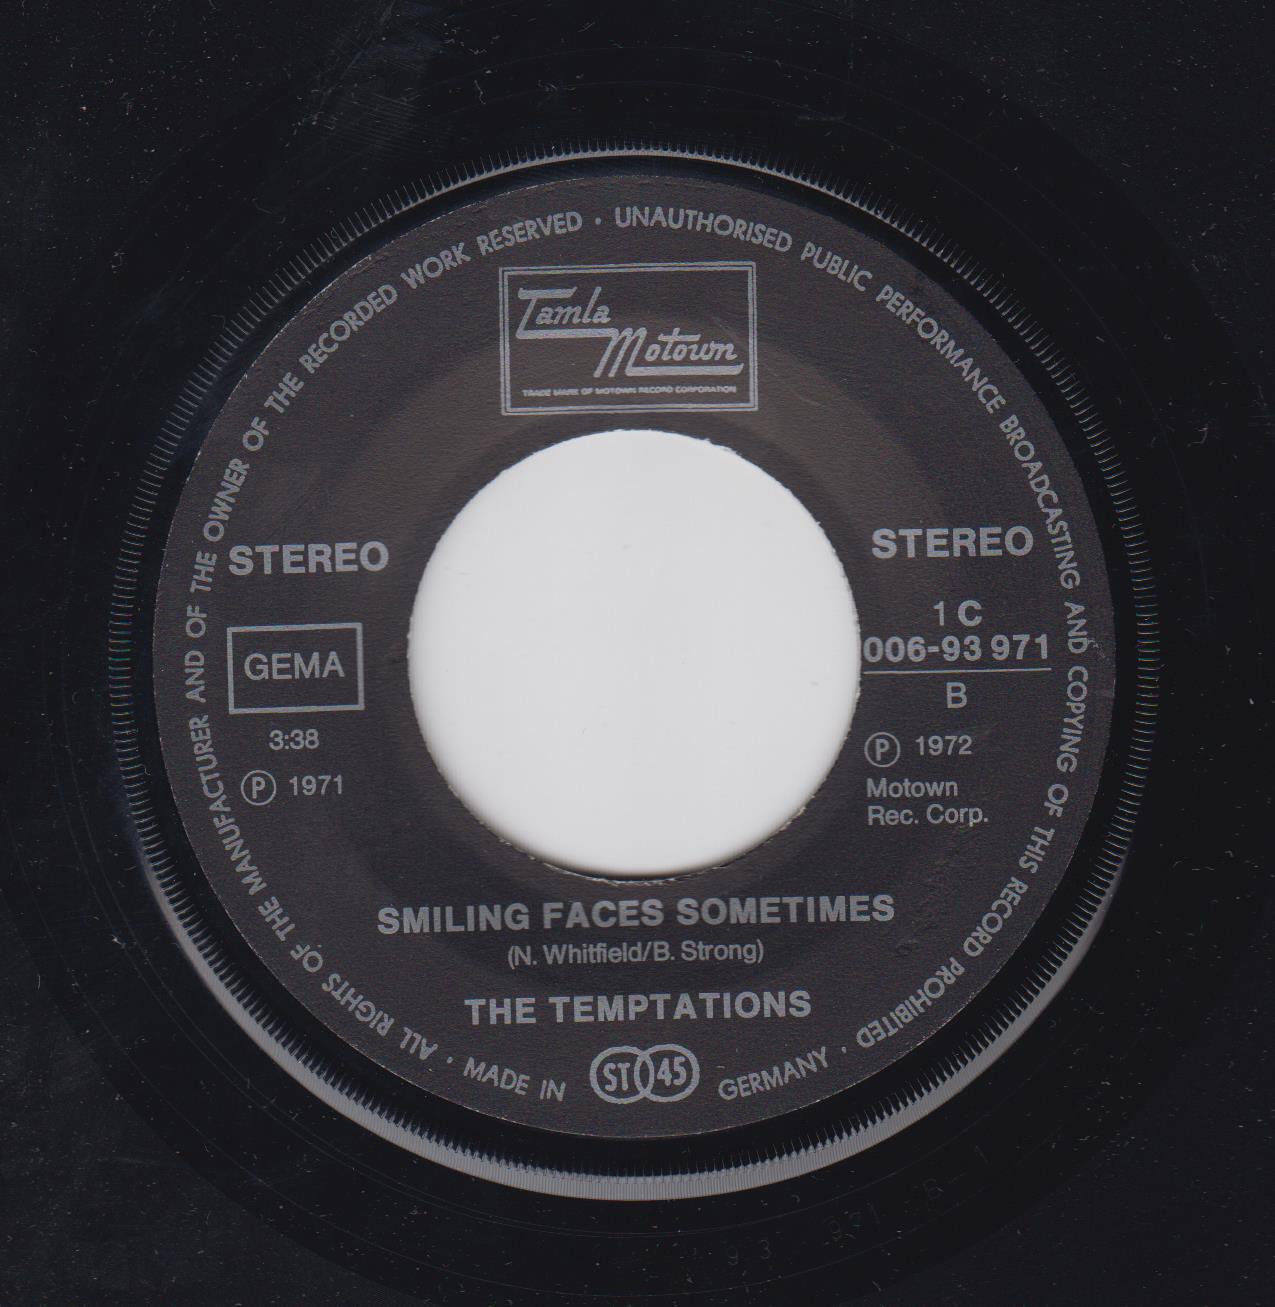 ALL RIGHTS OF THE MANUFACTURER AND OF THE OWNER OF THE RECORDED WORK RESERVED · UNAUTHORISED PUBLIC PERFORMANCE BROADCASTING AND COPYING OF THIS RECORD PROHIBITED ·
Tamla
Motown
TRADE MARK OF MOTOWN RECORD CORPORATION
STEREO
GEMA
3:38
Ⓟ 1971
STEREO
1 C
006-93 971
B
Ⓟ 1972
Motown
Rec. Corp.
SMILING FACES SOMETIMES
(N. Whitfield/B. Strong)
THE TEMPTATIONS
· MADE IN ST 45 GERMANY